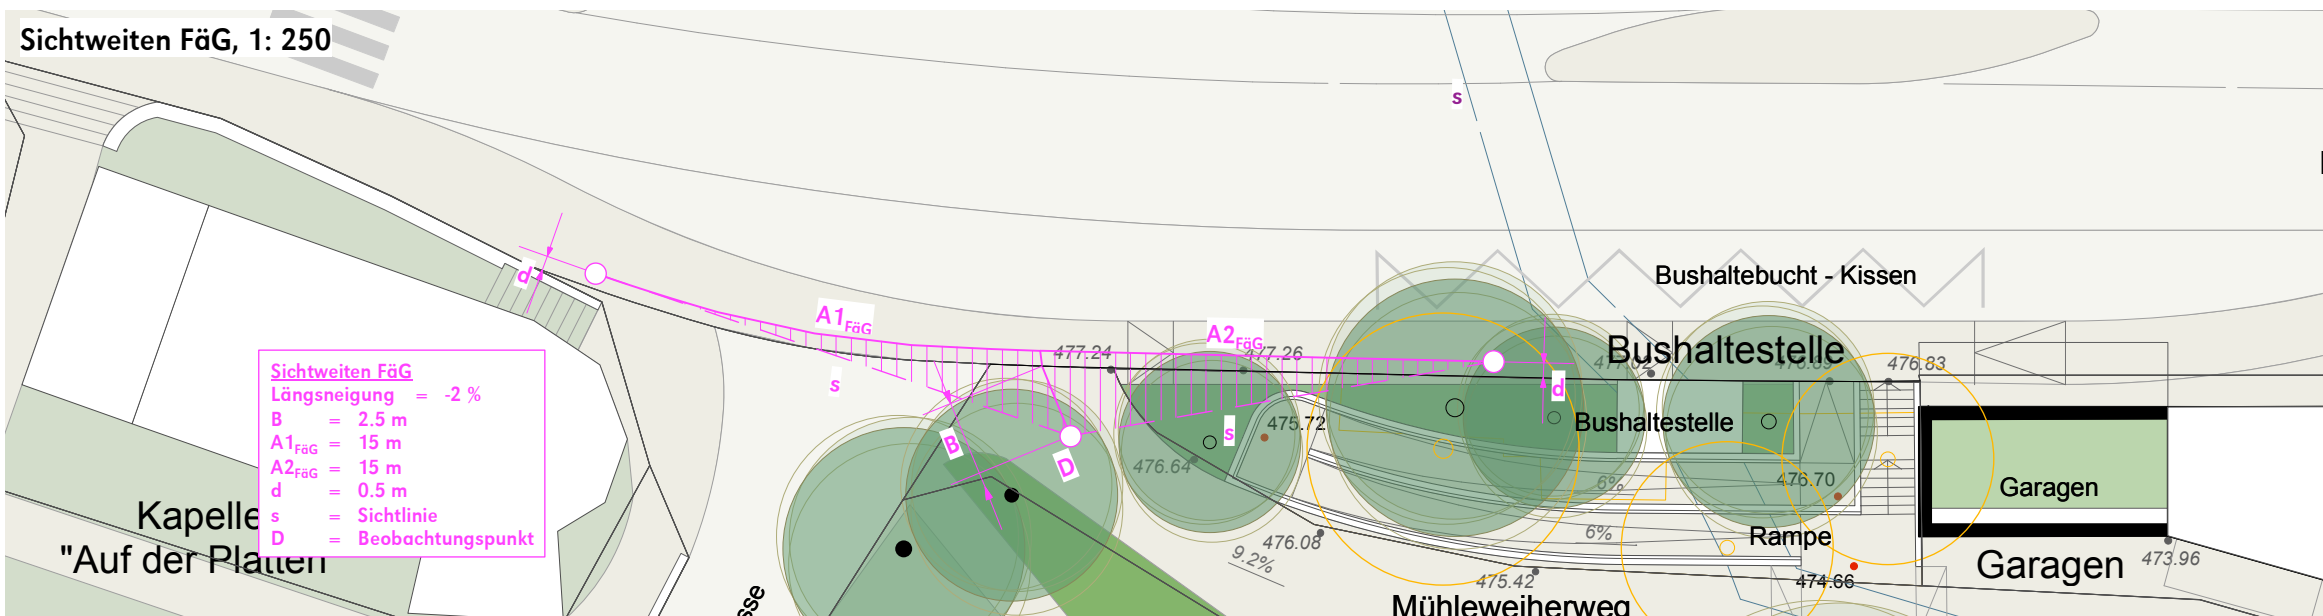 Sichtweiten FäG, 1: 250
s
Bushaltebucht - Kissen
d
A1FäG
A2FäG
477.24
477.26
Bushaltestelle
476.83
s
d
Sichtweiten FäG
Längsneigung = -2 %
B = 2.5 m
A1FäG = 15 m
A2FäG = 15 m
d = 0.5 m
s = Sichtlinie
D = Beobachtungspunkt
B
D
s
475.72
Bushaltestelle
476.64
476.70
6%
Garagen
Kapelle
"Auf der Platten
476.08
9.2%
6%
Rampe
Garagen
473.96
475.42
474.66
Mühleweiherweg
sse